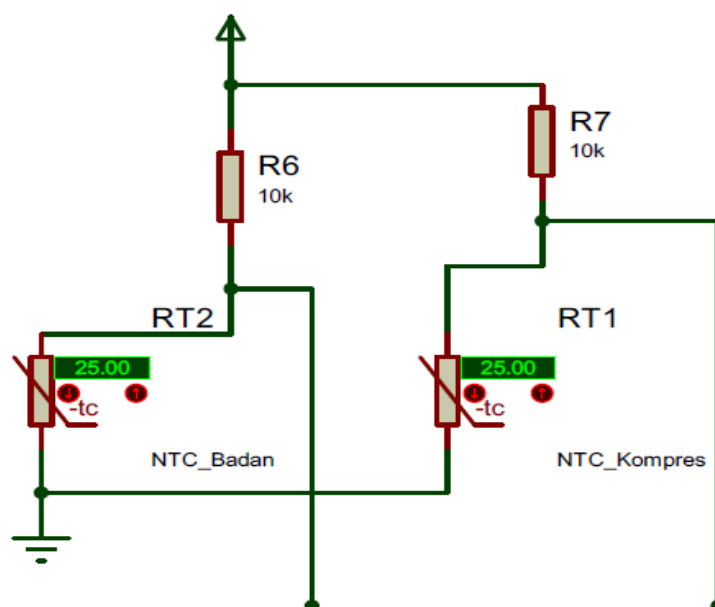 R6
10k
R7
10k
RT2
25.00
-tc
NTC_Badan
RT1
25.00
-tc
NTC_Kompres